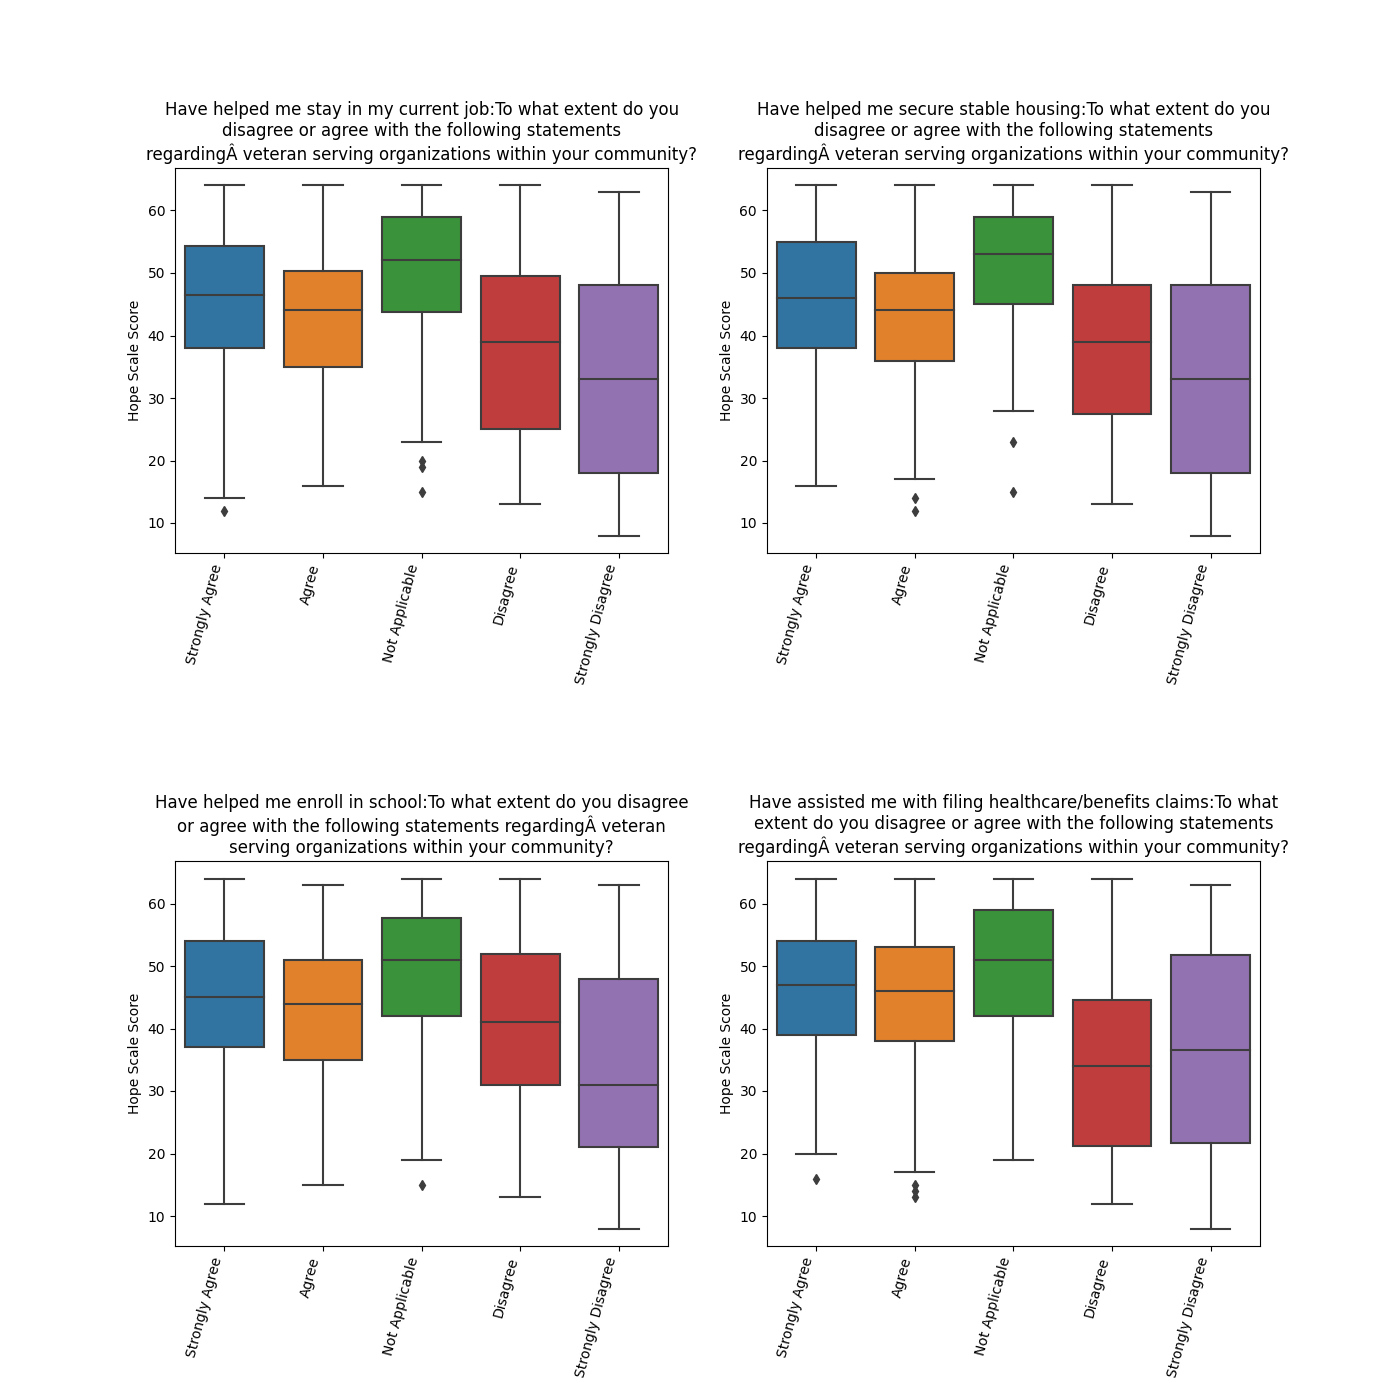 Have helped me stay in my current job:To what extent do you
disagree or agree with the following statements
regardingÂ veteran serving organizations within your community?
Hope Scale Score
60
50
40
30
20
10
Strongly Agree
Agree
Not Applicable
Disagree
Strongly Disagree
Have helped me secure stable housing:To what extent do you
disagree or agree with the following statements
regardingÂ veteran serving organizations within your community?
Hope Scale Score
60
50
40
30
20
10
Strongly Agree
Agree
Not Applicable
Disagree
Strongly Disagree
Have helped me enroll in school:To what extent do you disagree
or agree with the following statements regardingÂ veteran
serving organizations within your community?
Hope Scale Score
60
50
40
30
20
10
Strongly Agree
Agree
Not Applicable
Disagree
Strongly Disagree
Have assisted me with filing healthcare/benefits claims:To what
extent do you disagree or agree with the following statements
regardingÂ veteran serving organizations within your community?
Hope Scale Score
60
50
40
30
20
10
Strongly Agree
Agree
Not Applicable
Disagree
Strongly Disagree